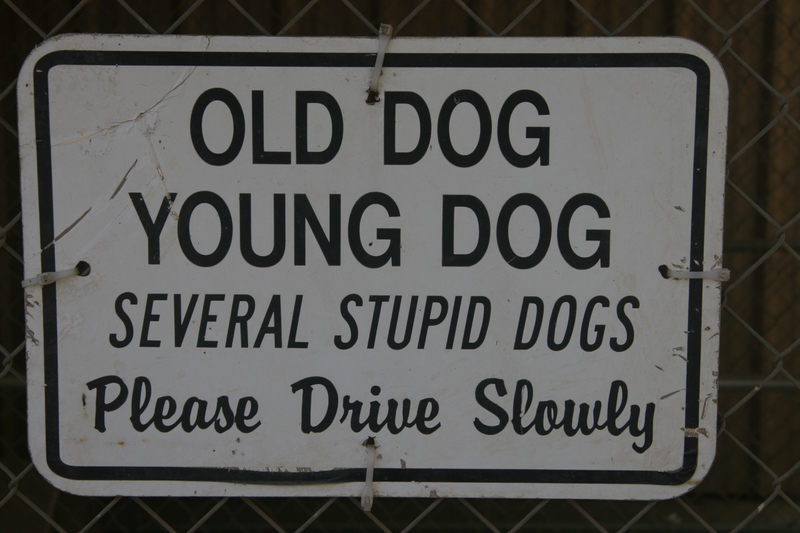 OLD DOG
YOUNG DOG
SEVERAL STUPID DOGS
Please Drive Slowly